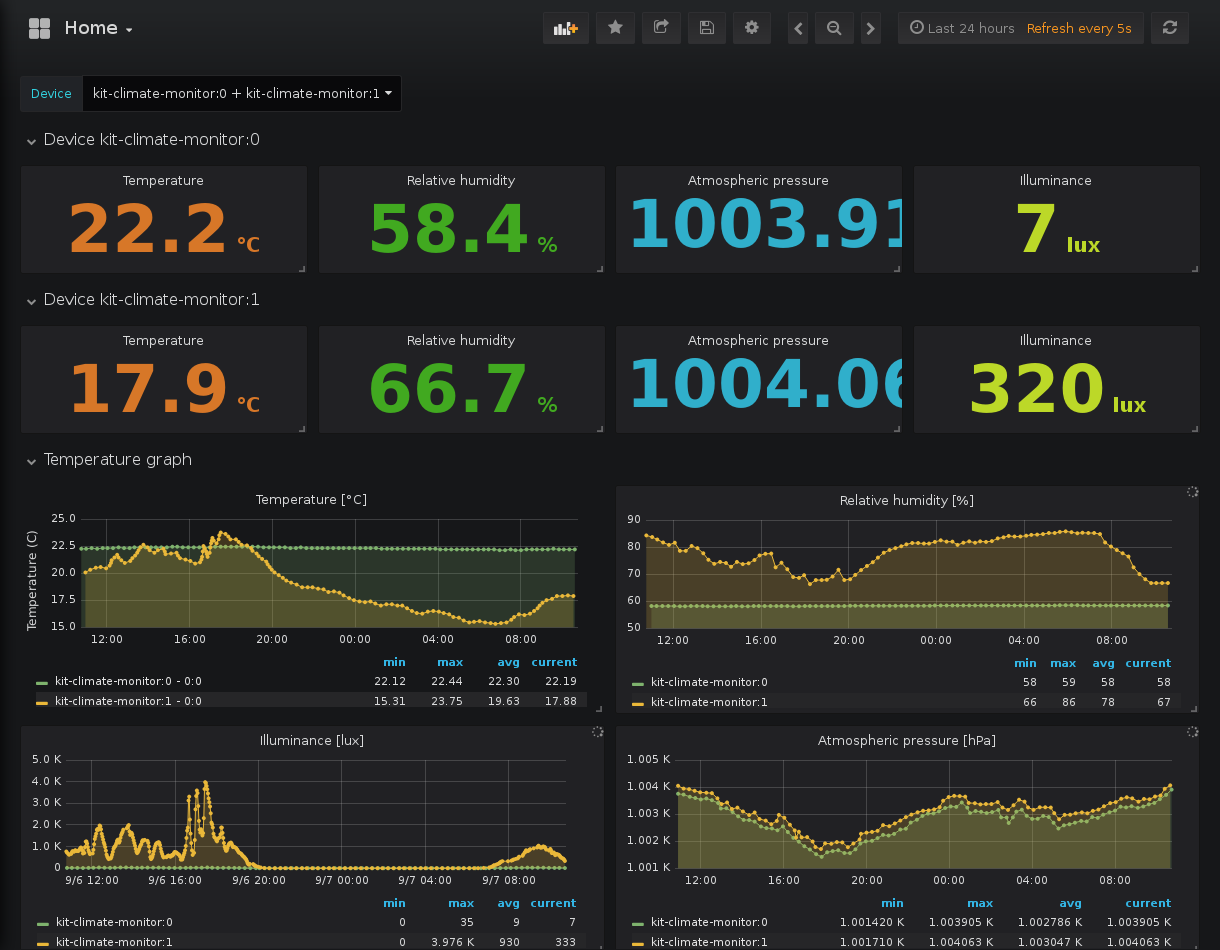 Home
Last 24 hours Refresh every 5s
Device kit-climate-monitor:0 + kit-climate-monitor:1
Device kit-climate-monitor:0
Temperature Relative humidity Atmospheric pressure Illuminance
22.2 °C 58.4 % 1003.91 7 lux
Device kit-climate-monitor:1
Temperature Relative humidity Atmospheric pressure Illuminance
17.9 °C 66.7 % 1004.06 320 lux
Temperature graph
Temperature [°C]
Temperature (C)
25.0
22.5
20.0
17.5
15.0
12:00 16:00 20:00 00:00 04:00 08:00
min max avg current
kit-climate-monitor:0 - 0:0 22.12 22.44 22.30 22.19
kit-climate-monitor:1 - 0:0 15.31 23.75 19.63 17.88
Relative humidity [%]
90
80
70
60
50
12:00 16:00 20:00 00:00 04:00 08:00
min max avg current
kit-climate-monitor:0 58 59 58 58
kit-climate-monitor:1 66 86 78 67
Illuminance [lux]
5.0 K
4.0 K
3.0 K
2.0 K
1.0 K
0
9/6 12:00 9/6 16:00 9/6 20:00 9/7 00:00 9/7 04:00 9/7 08:00
min max avg current
kit-climate-monitor:0 0 35 9 7
kit-climate-monitor:1 0 3.976 K 930 333
Atmospheric pressure [hPa]
1.005 K
1.004 K
1.003 K
1.002 K
1.001 K
12:00 16:00 20:00 00:00 04:00 08:00
min max avg current
kit-climate-monitor:0 1.001420 K 1.003905 K 1.002786 K 1.003905 K
kit-climate-monitor:1 1.001710 K 1.004063 K 1.003047 K 1.004063 K